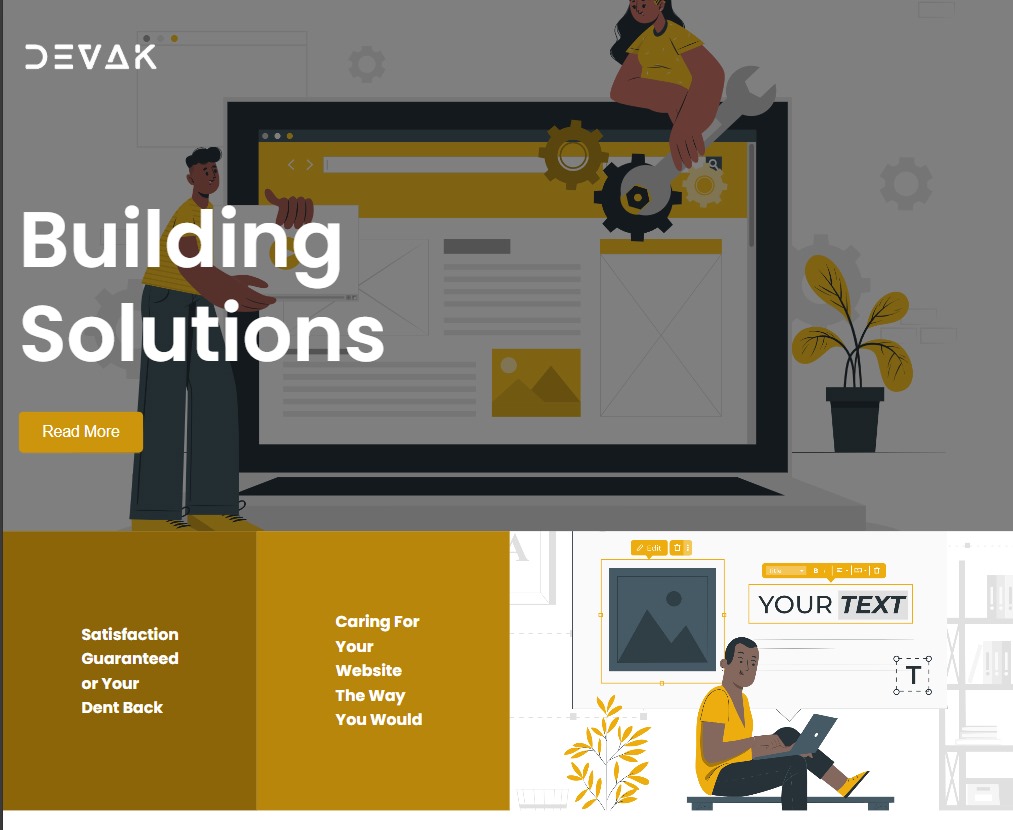 DEVAK
Building
Solutions
Read More
Satisfaction
Guaranteed
or Your
Dent Back
Caring For
Your
Website
The Way
You Would
A
Edit
B
YOUR TEXT
T